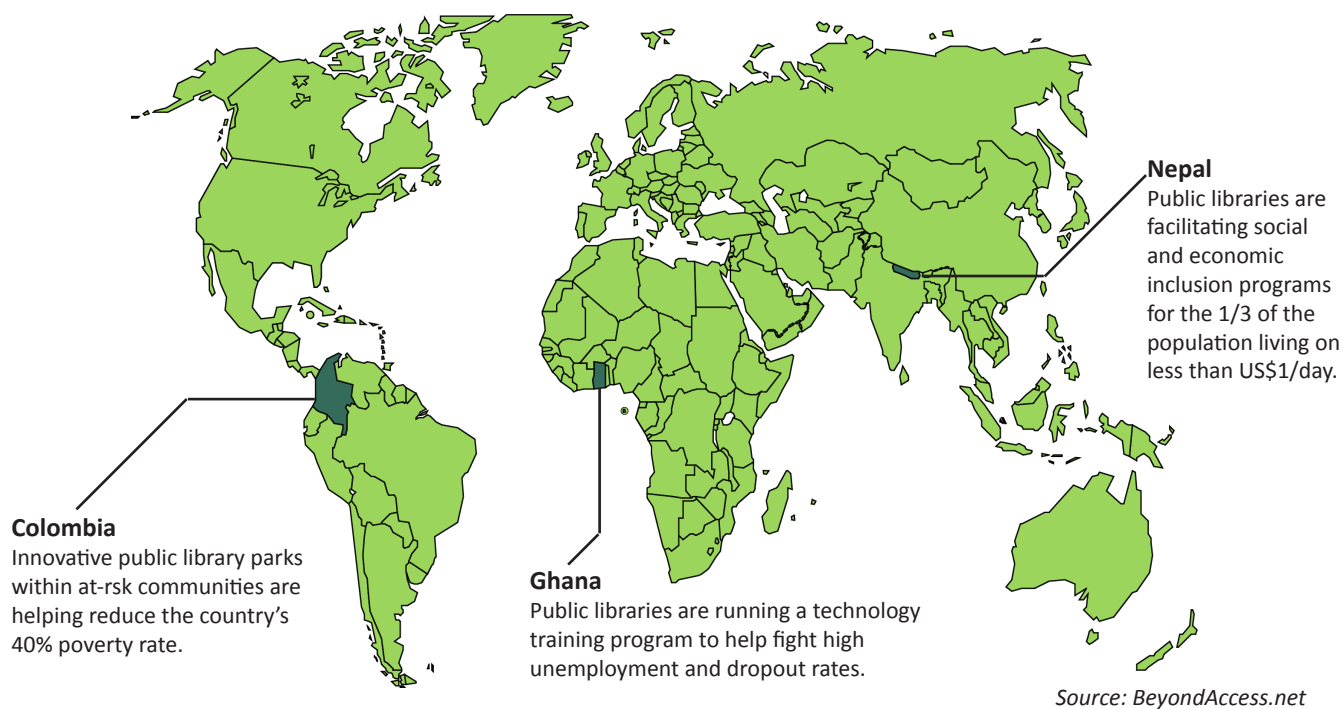 Nepal
Public libraries are
facilitating social
and economic
inclusion programs
for the 1/3 of the
population living on
less than US$1/day.
Colombia
Innovative public library parks
within at-rsk communities are
helping reduce the country’s
40% poverty rate.
Ghana
Public libraries are running a technology
training program to help fight high
unemployment and dropout rates.
Source: BeyondAccess.net